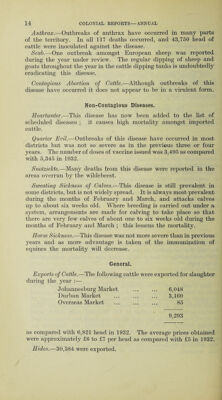 14 COLONIAL REPORTS—ANNUAL
Anthrax.—Outbreaks of anthrax have occurred in many parts
of the territory. In all 117 deaths occurred, and 43,750 head of
cattle were inoculated against the disease.
Scab.—One outbreak amongst European sheep was reported
during the year under review. The regular dipping of sheep and
goats throughout the year in the cattle dipping tanks is undoubtedly
eradicating this disease.
Contagious Abortion of Cattle.—Although outbreaks of this
disease have occurred it does not appear to be in a virulent form.
Non-Contagious Diseases.
Heartwater.—This disease has now been added to the list of
scheduled diseases ; it causes high mortality amongst imported
cattle.
Quarter Evil.—Outbreaks of this disease have occurred in most
districts but was not so severe as in the previous three or four
years. The number of doses of vaccine issued was 3,495 as compared
with 5,345 in 1932.
Snotziekte.—Many deaths from this disease were reported in the
areas overrun by the wildebeest.
Sweating Sickness of Calves.—This disease is still prevalent in
some districts, but is not widely spread. It is always most prevalent
during the months of February and March, and attacks calves
up to about six weeks old. Where breeding is carried out under a
system, arrangements are made for calving to take place so that
there are very few calves of about one to six weeks old during the
months of February and March ; this lessens the mortality.
Horse Sickness.—This disease was not more severe than in previous
years and as more advantage is taken of the immunization of
equines the mortality will decrease.
General.
Exports of Cattle.—The following cattle were exported for slaughter
during the year :—
Johannesburg Market ... ... ... 6,048
Durban Market ... ... ... ... 3,160
Overseas Market ... ... ... 85
9,293
as compared with 6,821 head in 1932. The average prices obtained
were approximately £6 to £7 per head as compared with £5 in 1932.
Hides.—30,584 were exported.